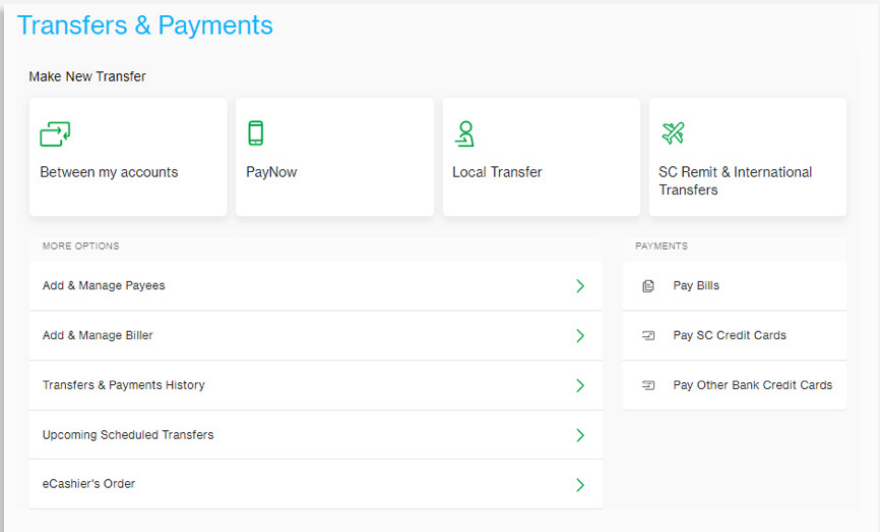 Transfers & Payments
Make New Transfer
Between my accounts
PayNow
Local Transfer
SC Remit & International
Transfers
MORE OPTIONS
Add & Manage Payees
Add & Manage Biller
Transfers & Payments History
Upcoming Scheduled Transfers
eCashier's Order
PAYMENTS
Pay Bills
Pay SC Credit Cards
Pay Other Bank Credit Cards